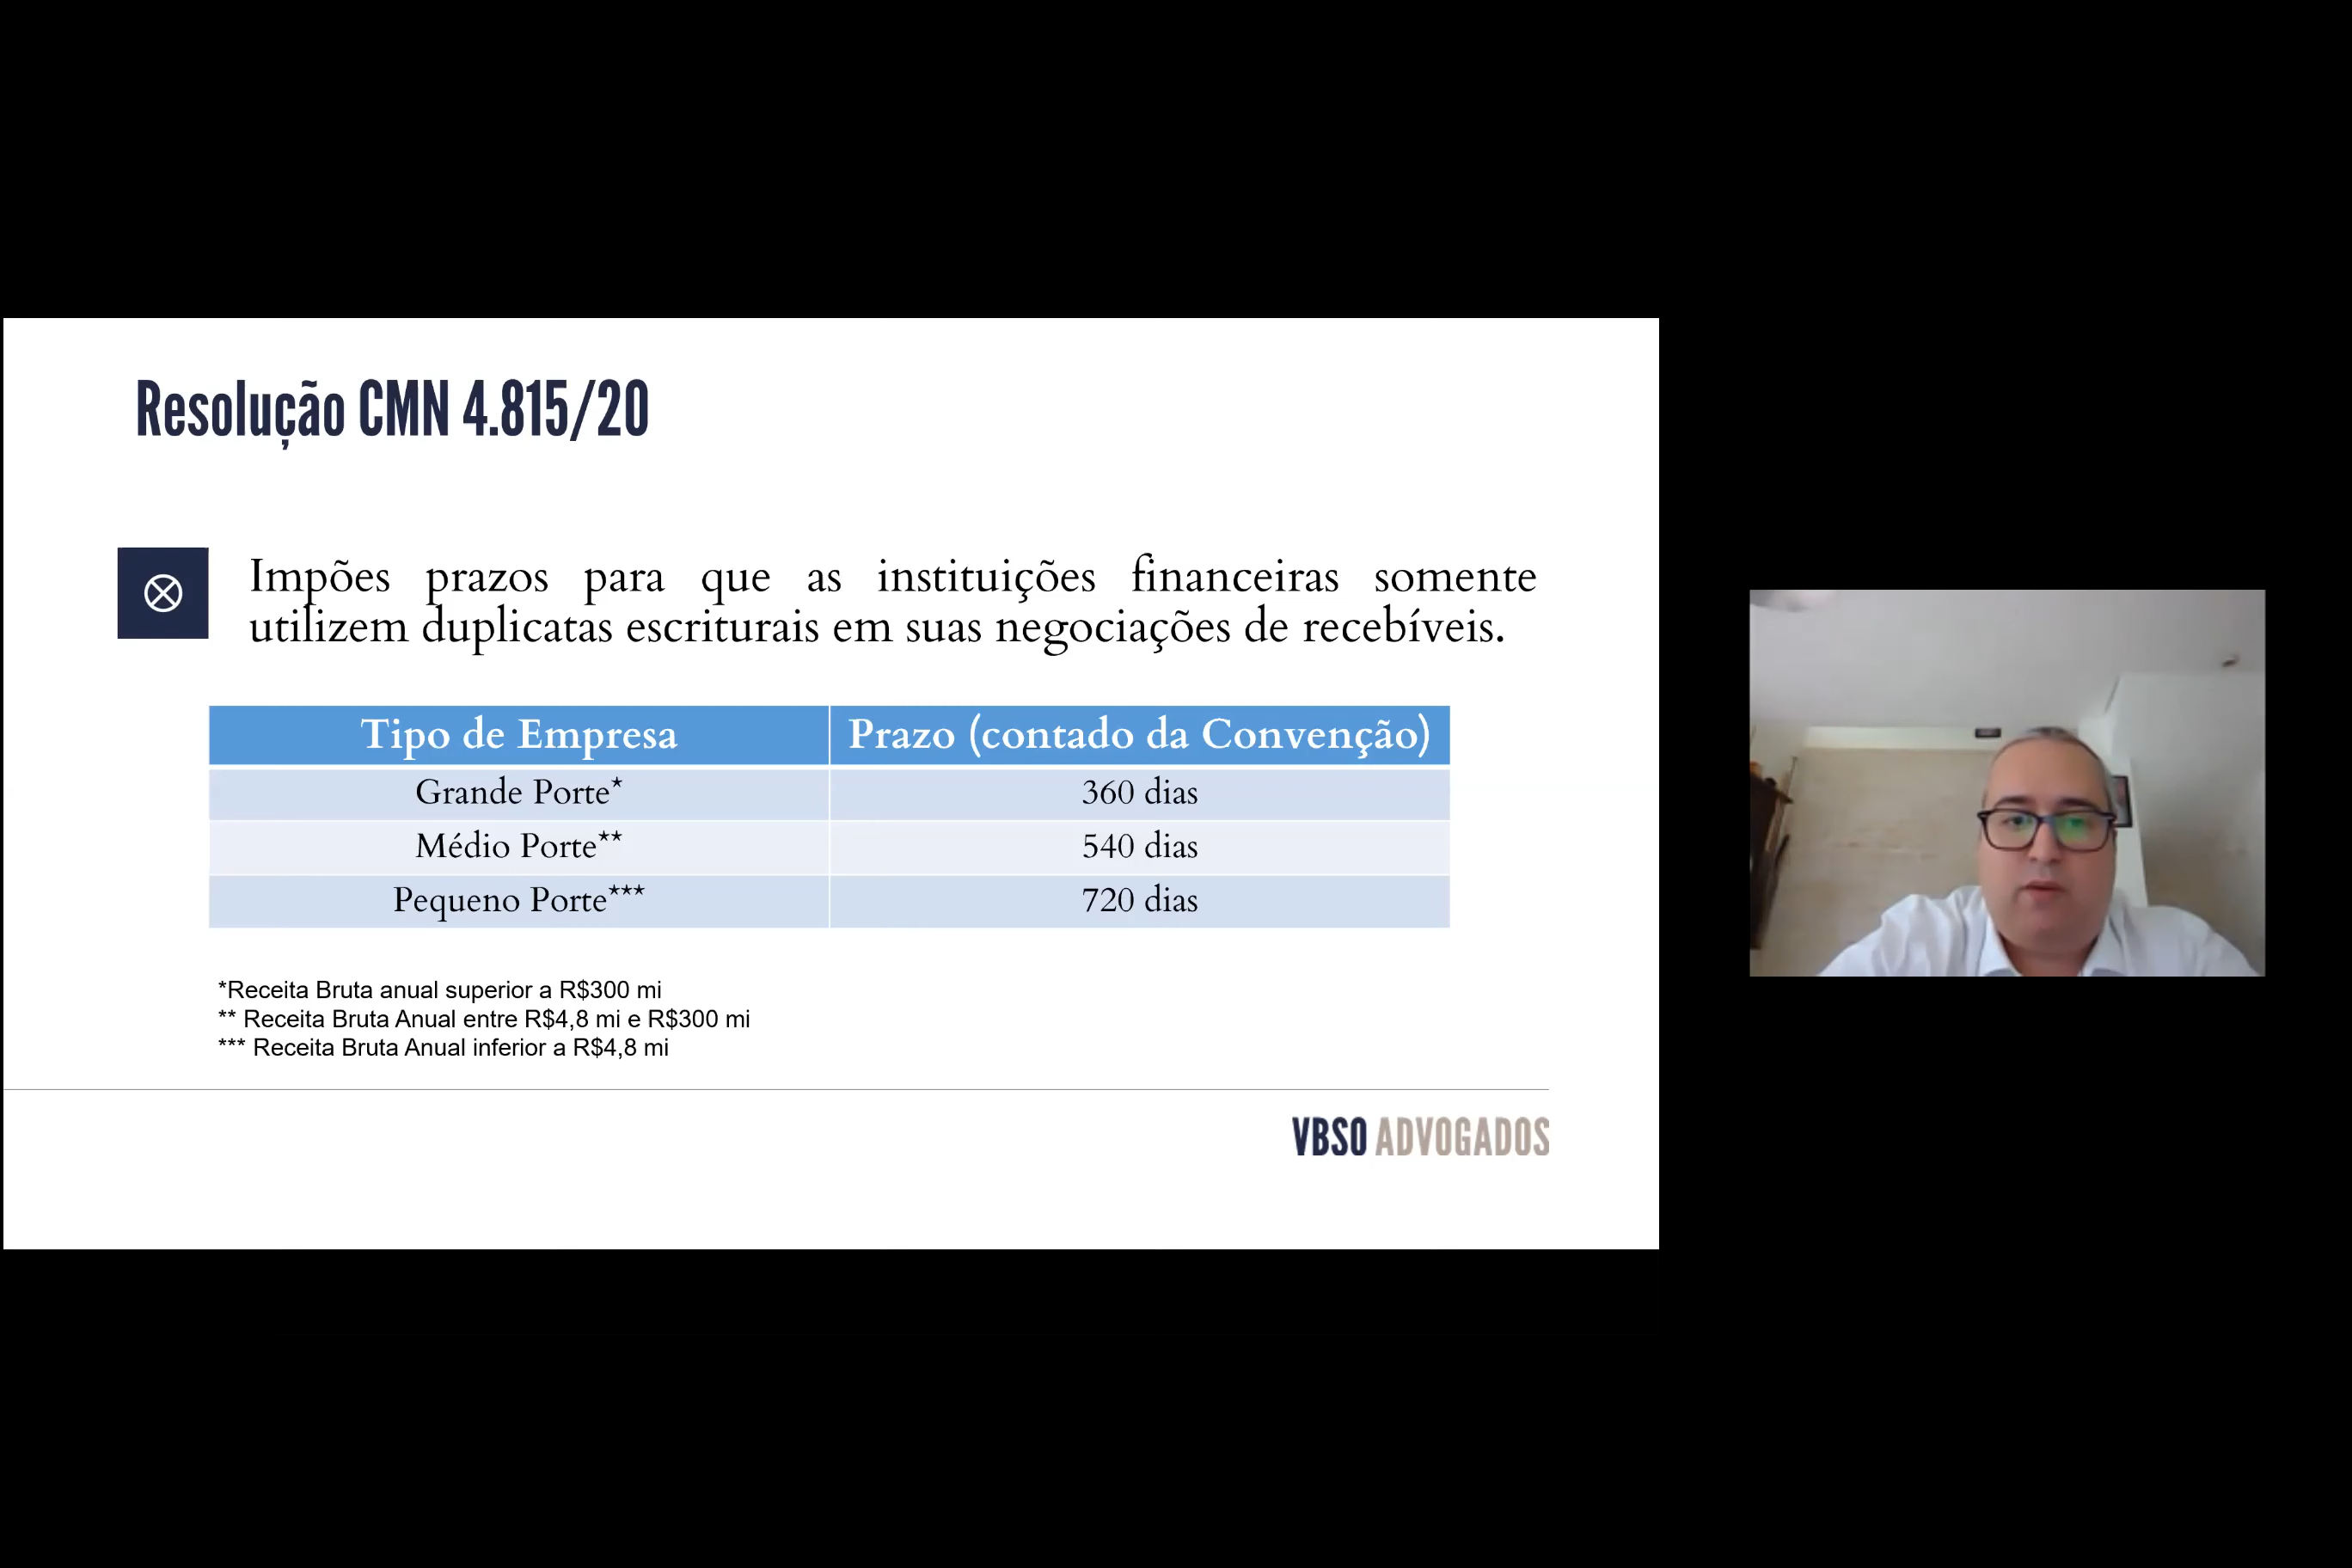 Resolução CMN 4.815/20
Impões prazos para que as instituições financeiras somente
utilizem duplicatas escriturais em suas negociações de recebíveis.
Tipo de Empresa Prazo (contado da Convenção)
Grande Porte* 360 dias
Médio Porte** 540 dias
Pequeno Porte*** 720 dias
*Receita Bruta anual superior a R$300 mi
** Receita Bruta Anual entre R$4,8 mi e R$300 mi
*** Receita Bruta Anual inferior a R$4,8 mi
VBSO ADVOGADOS